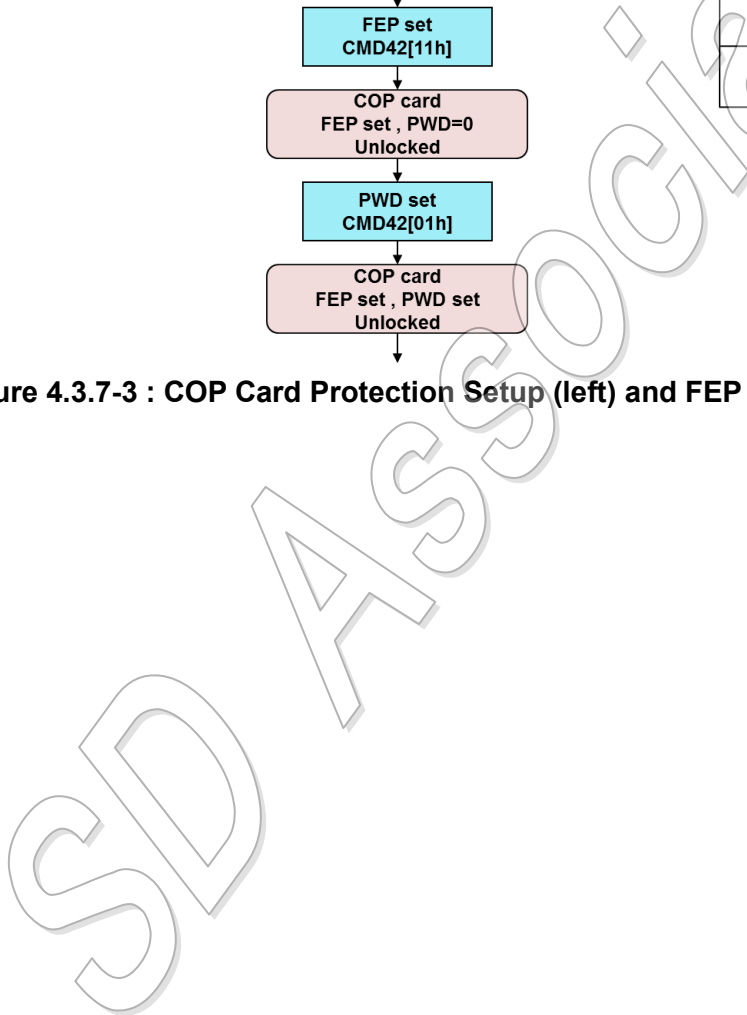 FEP set
CMD42[11h]
COP card
FEP set , PWD=0
Unlocked
PWD set
CMD42[01h]
COP card
FEP set , PWD set
Unlocked
4.3.7-3 : COP Card Protection Setup (left) and FEP
SD Associa